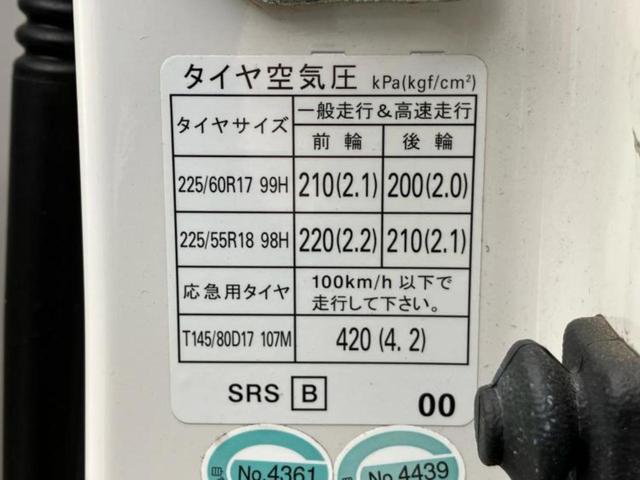 タイヤ空気圧 kPa(kgf/cm²)
タイヤサイズ 一般走行&高速走行
前輪 後輪
225/60R17 99H 210(2.1) 200(2.0)
225/55R18 98H 220(2.2) 210(2.1)
応急用タイヤ 100km/h 以下で
走行して下さい。
T145/80D17 107M 420(4.2)
SRS B 00
No.4361 No.4439